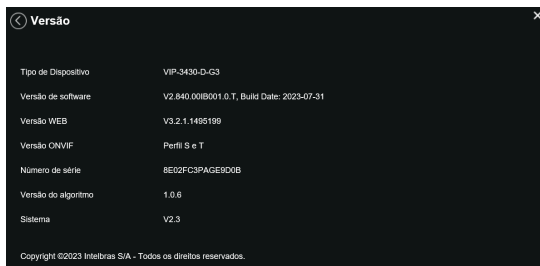 Versão
Tipo de Dispositivo VIP-3430-D-G3
Versão de software V2.840.00IB001.0.T, Build Date: 2023-07-31
Versão WEB V3.2.1.1495199
Versão ONVIF Perfil S e T
Número de série 8E02FC3PAGE9D0B
Versão do algoritmo 1.0.6
Sistema V2.3
Copyright ©2023 Intelbras S/A - Todos os direitos reservados.